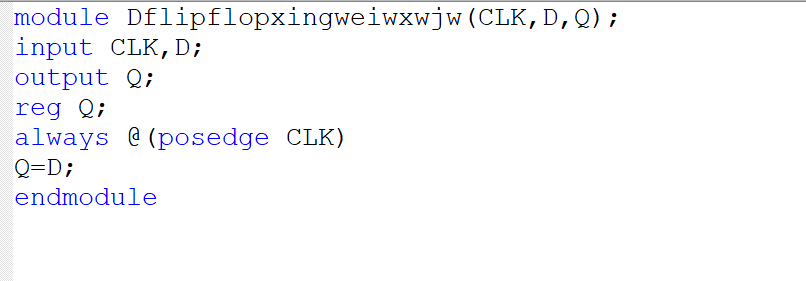 module Dflipflopxingweiwxwjw(CLK,D,Q);
input CLK,D;
output Q;
reg Q;
always @(posedge CLK)
Q=D;
endmodule